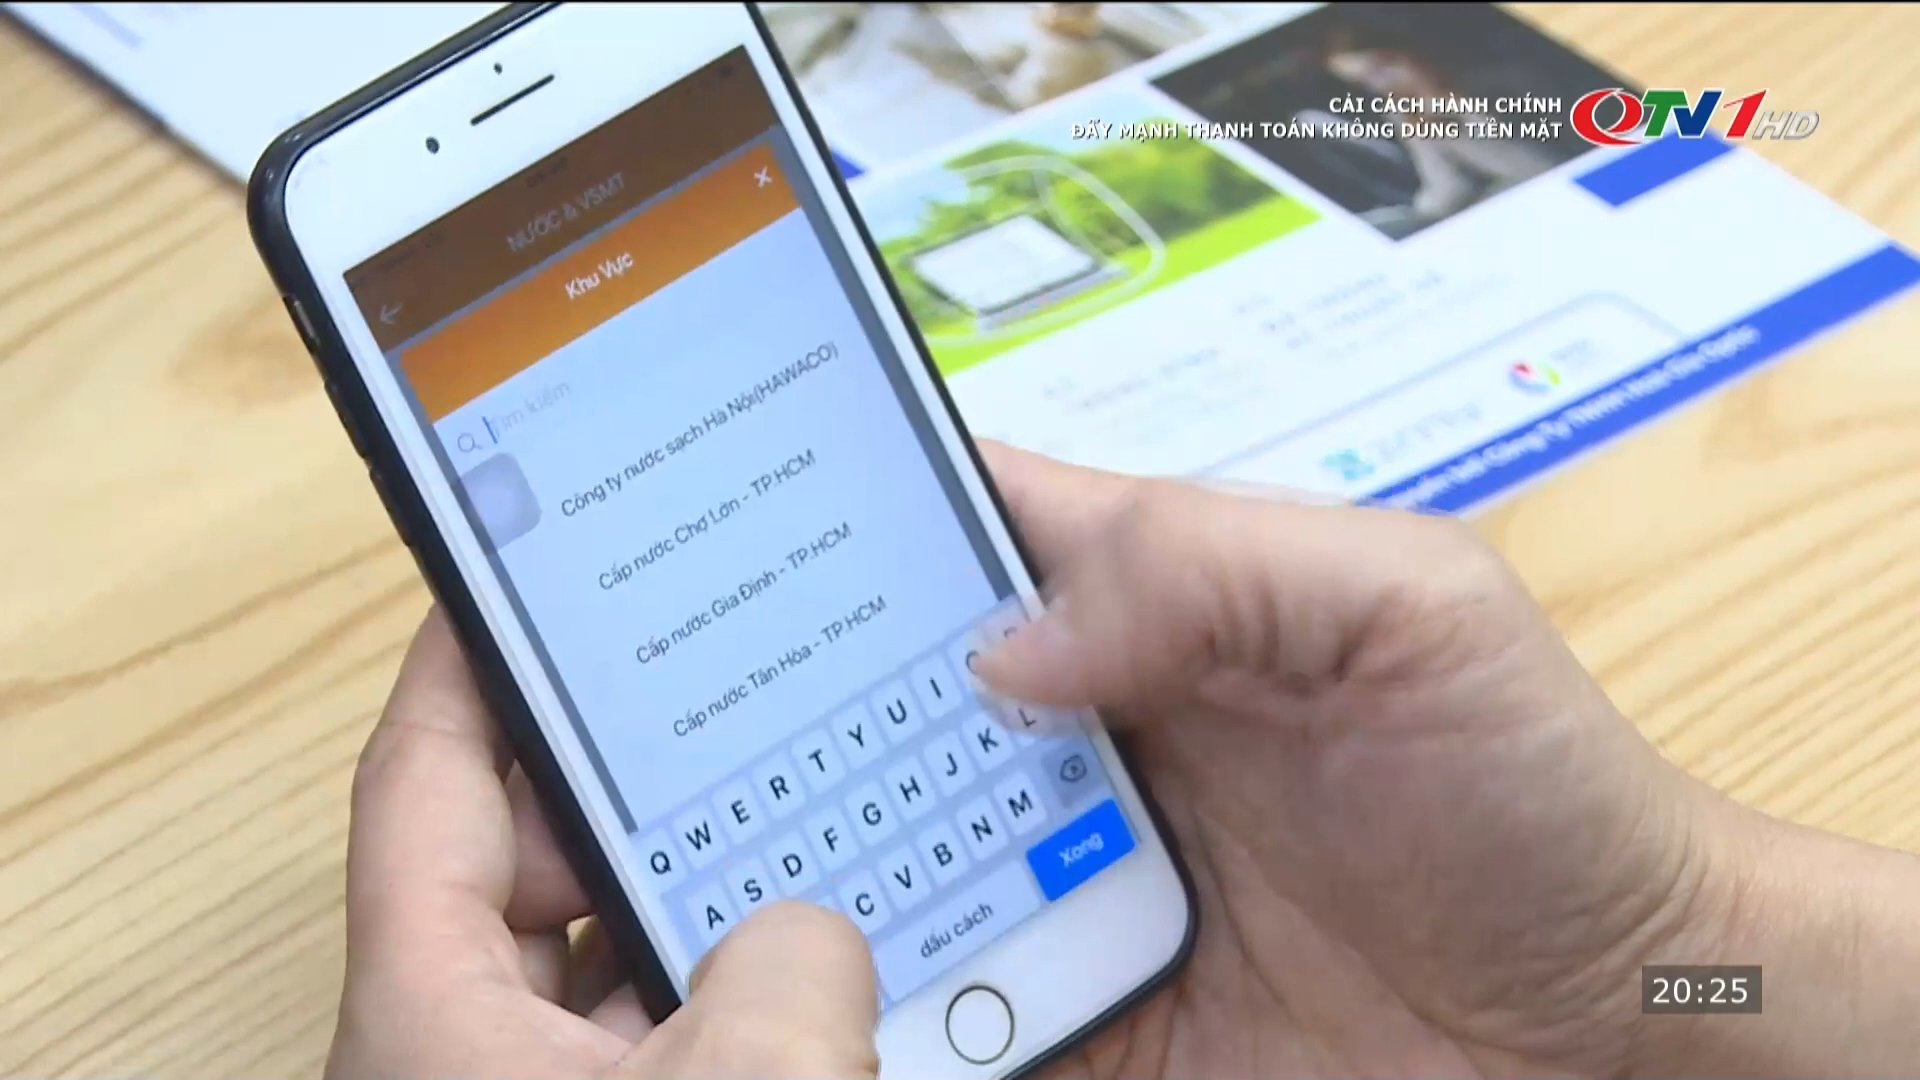 CẢI CÁCH HÀNH CHÍNH
ĐẨY MẠNH THANH TOÁN KHÔNG DÙNG TIỀN MẶT
QTV1HD
NƯỚC & VSMT
Khu Vực
Tìm kiếm
Công ty nước sạch Hà Nội(HAWACO)
Cấp nước Chợ Lớn - TP.HCM
Cấp nước Gia Định - TP.HCM
Cấp nước Tân Hòa - TP.HCM
Q W E R T Y U I
A S D F G H J K L
C V B N M
dấu cách
Xong
20:25